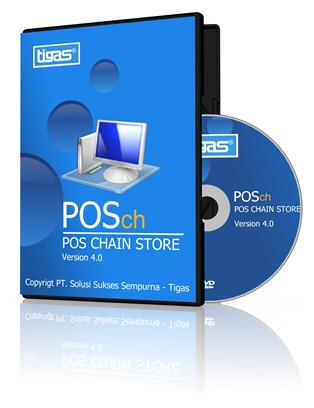 tigas®
POSch
POS CHAIN STORE
Version 4.0
Copyrigt PT. Solusi Sukses Sempurna - Tigas
tigas®
POSch
POS CHAIN STORE
Version 4.0
DVD